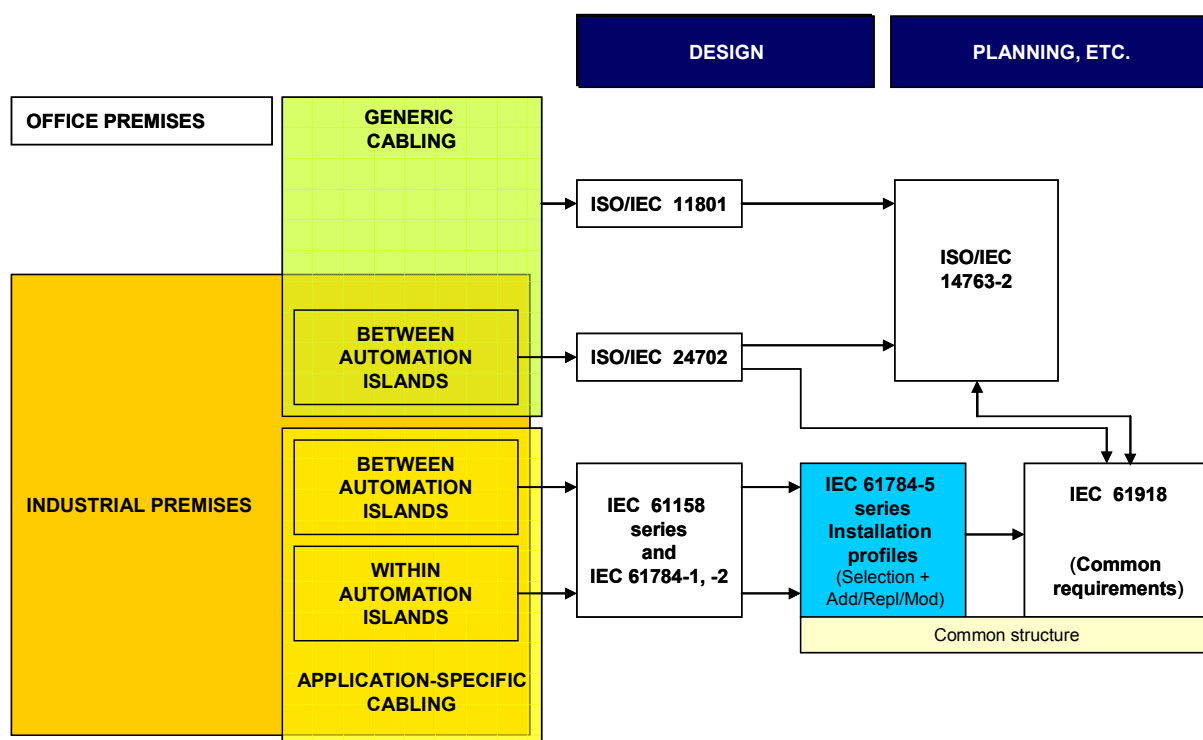 DESIGN
PLANNING, ETC.
OFFICE PREMISES
GENERIC
CABLING
ISO/IEC 11801
ISO/IEC
14763-2
BETWEEN
AUTOMATION
ISLANDS
ISO/IEC 24702
INDUSTRIAL PREMISES
BETWEEN
AUTOMATION
ISLANDS
WITHIN
AUTOMATION
ISLANDS
APPLICATION-SPECIFIC
CABLING
IEC 61158
series
and
IEC 61784-1, -2
IEC 61784-5
series
Installation
profiles
(Selection +
Add/Repl/Mod)
IEC 61918
(Common
requirements)
Common structure